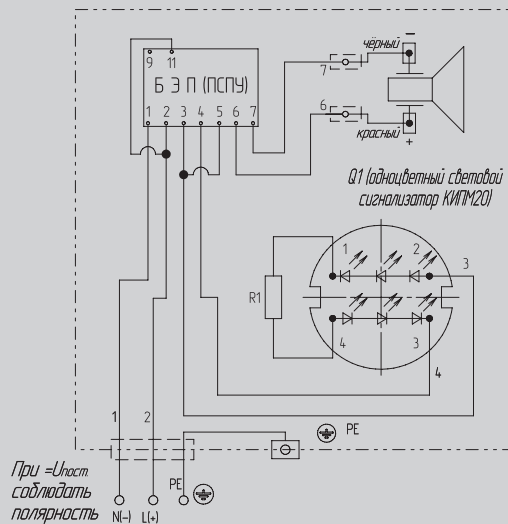 чёрный
–
9 11
7
Б Э П (ПСПУ)
1 2 3 4 5 6 7
6
красный
+
Q1 (одноцветный световой
сигнализатор КИПМ20)
1 2
3
R1
4 3
4
1 2
PE
При =Uпост.
соблюдать
полярность
PE
N(-) L(+)